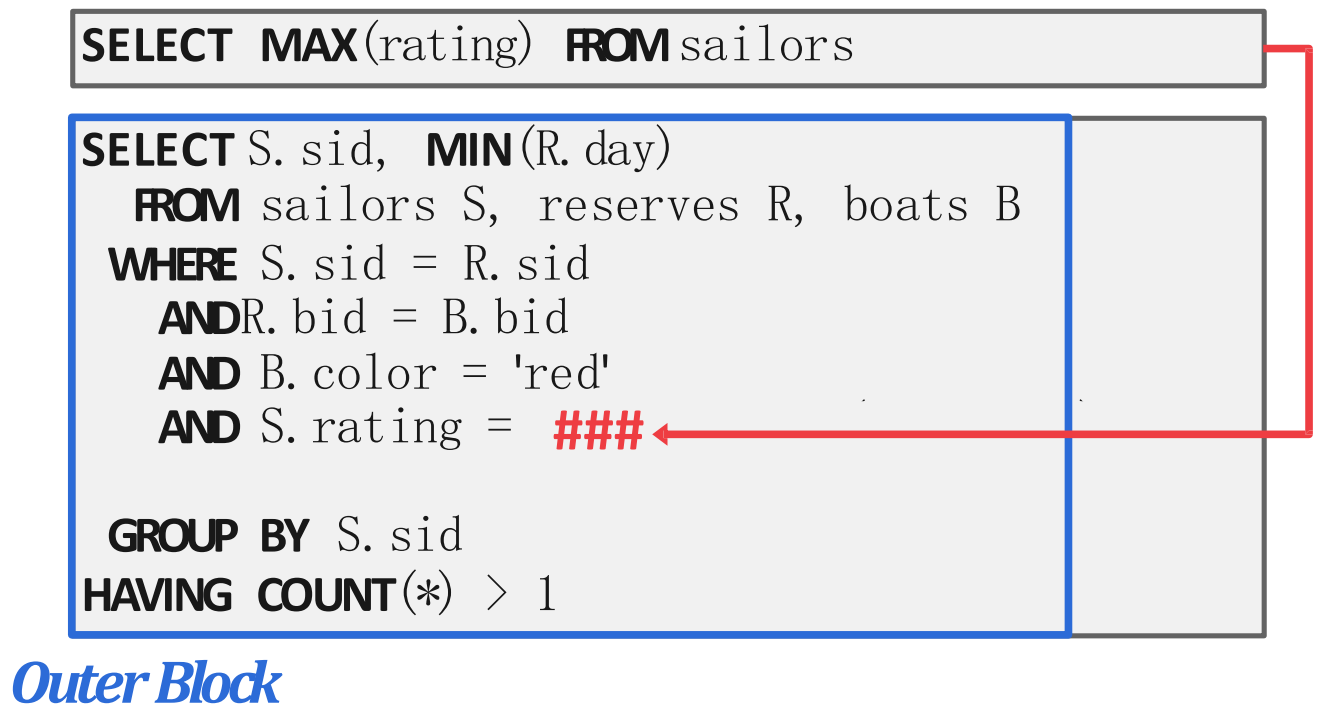 SELECT MAX(rating) FROM sailors
SELECT S.sid, MIN(R.day)
FROM sailors S, reserves R, boats B
WHERE S.sid = R.sid
ANDR.bid = B.bid
AND B.color = 'red'
AND S.rating = ###
GROUP BY S.sid
HAVING COUNT(*) > 1
Outer Block